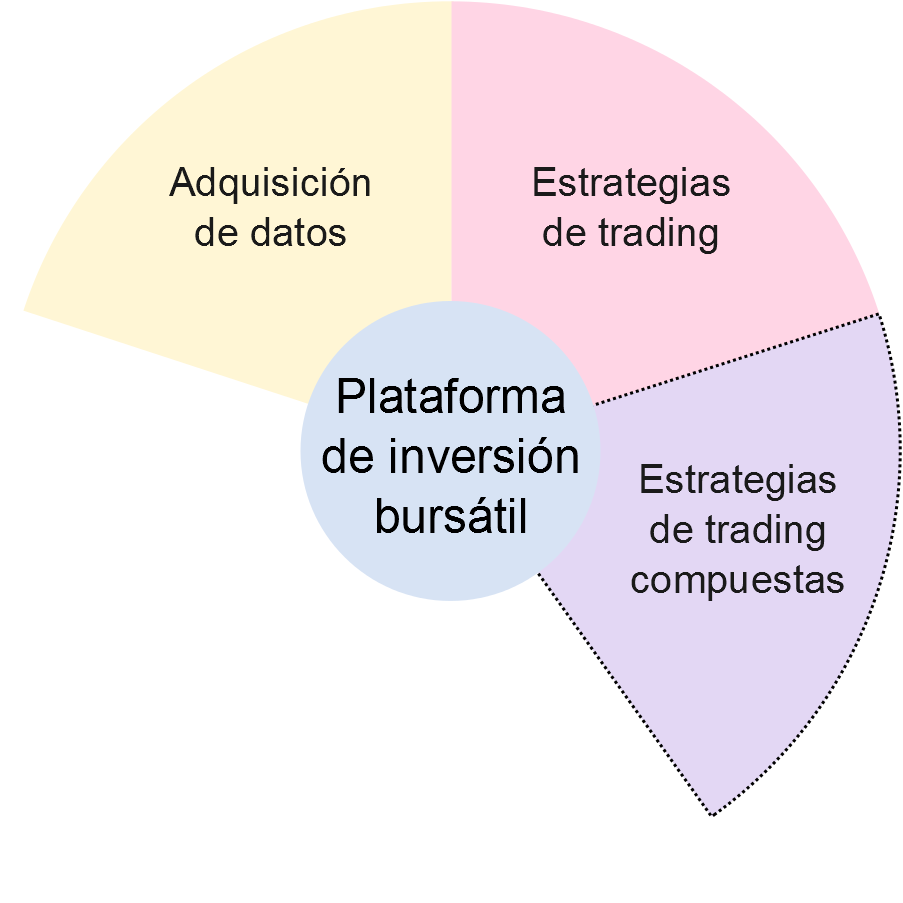 Adquisición
de datos
Estrategias
de trading
Plataforma
de inversión
bursátil
Estrategias
de trading
compuestas